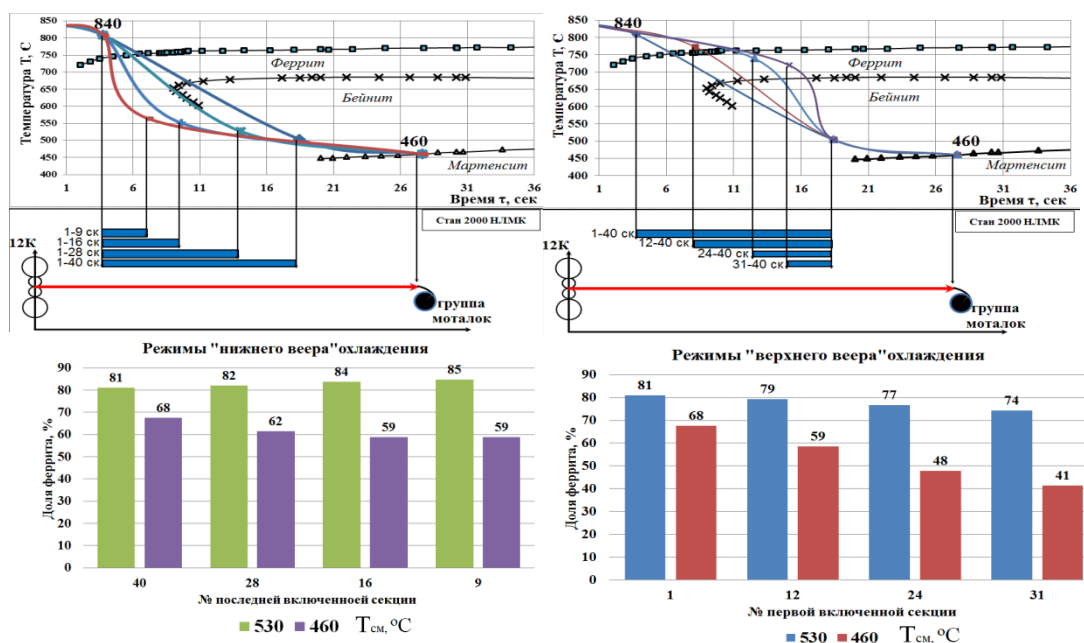 850
800
750
700
650
600
550
500
450
400
Температура T, С
840
Феррит
Бейнит
460
Мартенсит
1 6 11 16 21 26 31 36
Время τ, сек
Стан 2000 НЛМК
1-9 ск
1-16 ск
1-28 ск
1-40 ск
12К
группа
моталок
850
800
750
700
650
600
550
500
450
400
Температура T, С
840
Феррит
Бейнит
460
Мартенсит
1 6 11 16 21 26 31 36
Время τ, сек
Стан 2000 НЛМК
1-40 ск
12-40 ск
24-40 ск
31-40 ск
12К
группа
моталок
Режимы "нижнего веера"охлаждения
90
80
70
60
50
40
30
20
10
0
Доля феррита, %
81 68 82 62 84 59 85 59
40 28 16 9
№ последней включенноей секции
530 460 Тсм, °С
Режимы "верхнего веера"охлаждения
90
80
70
60
50
40
30
20
10
0
Доля феррита, %
81 68 79 59 77 48 74 41
1 12 24 31
№ первой включенной секции
530 460 Тсм, °С